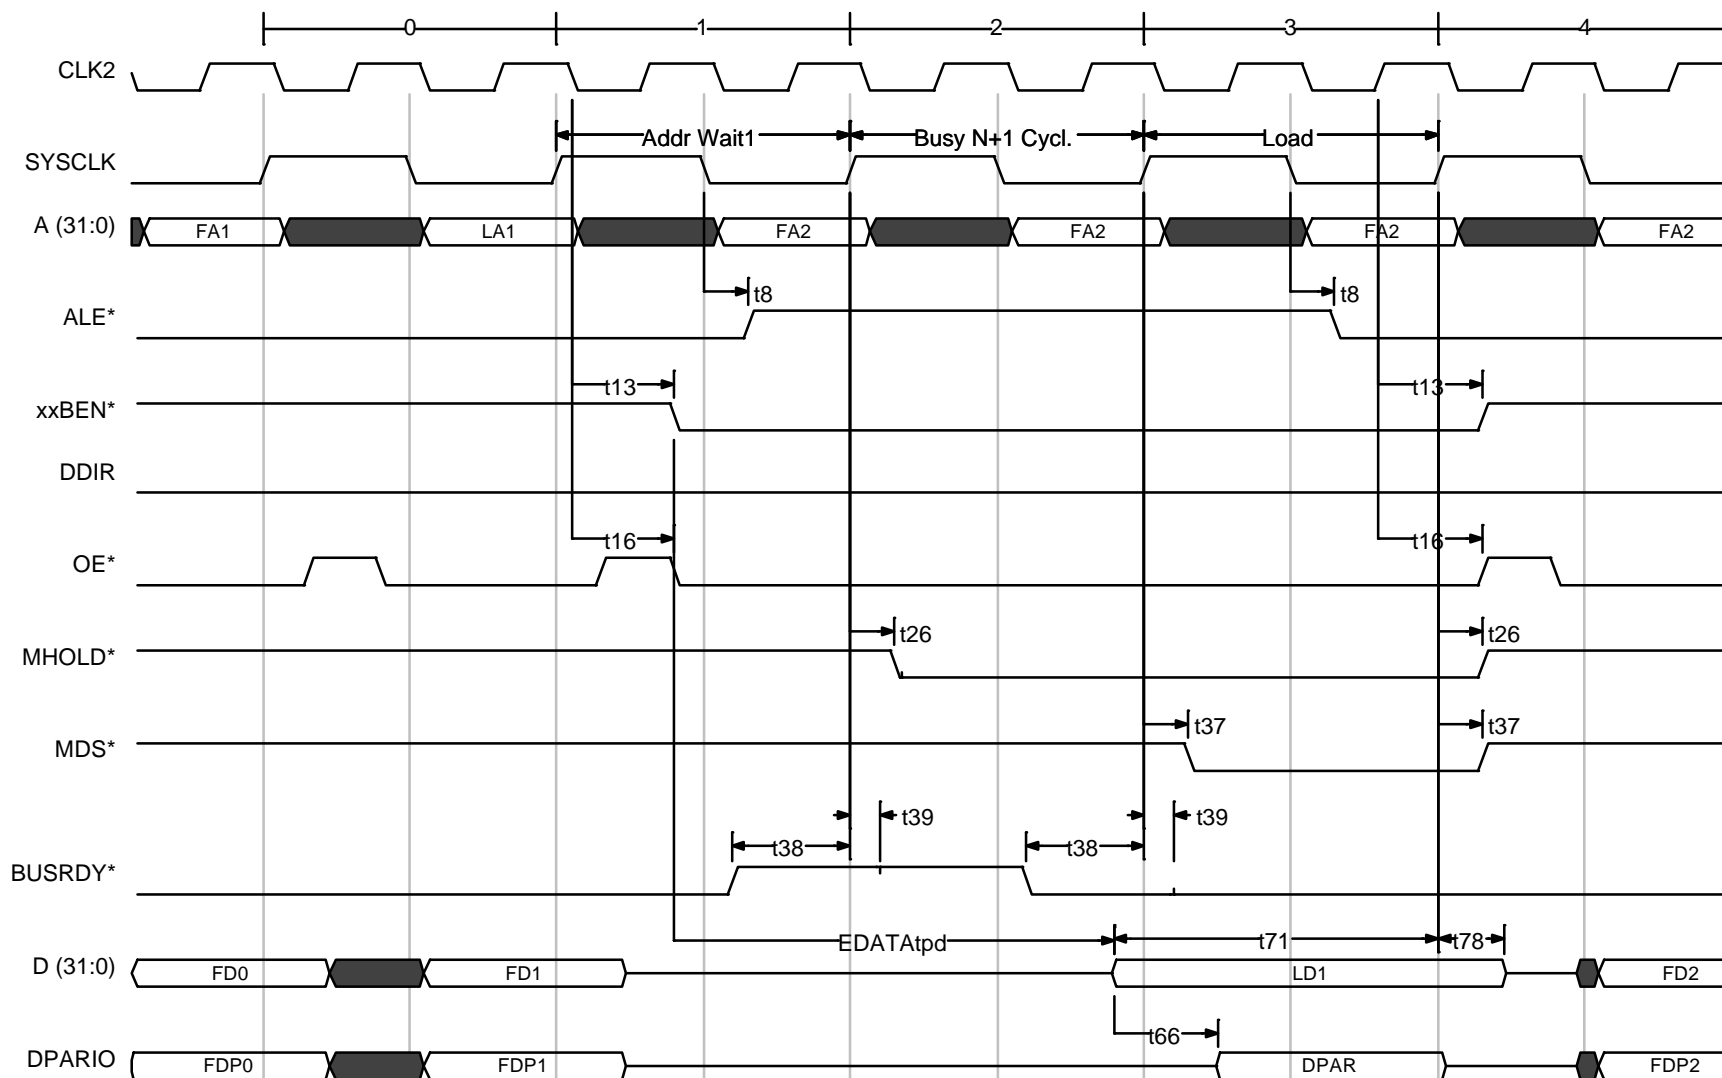 0 1 2 3 4
CLK2
Addr Wait1 Busy N+1 Cycl. Load
SYSCLK
A (31:0) FA1 LA1 FA2 FA2 FA2 FA2
t8 t8
ALE*
t13 t13
xxBEN*
DDIR
t16 t16
OE*
t26 t26
MHOLD*
t37 t37
MDS*
t39 t39
t38 t38
BUSRDY*
EDATAtpd t71 t78
D (31:0) FD0 FD1 LD1 FD2
t66
DPARIO FDP0 FDP1 DPAR FDP2